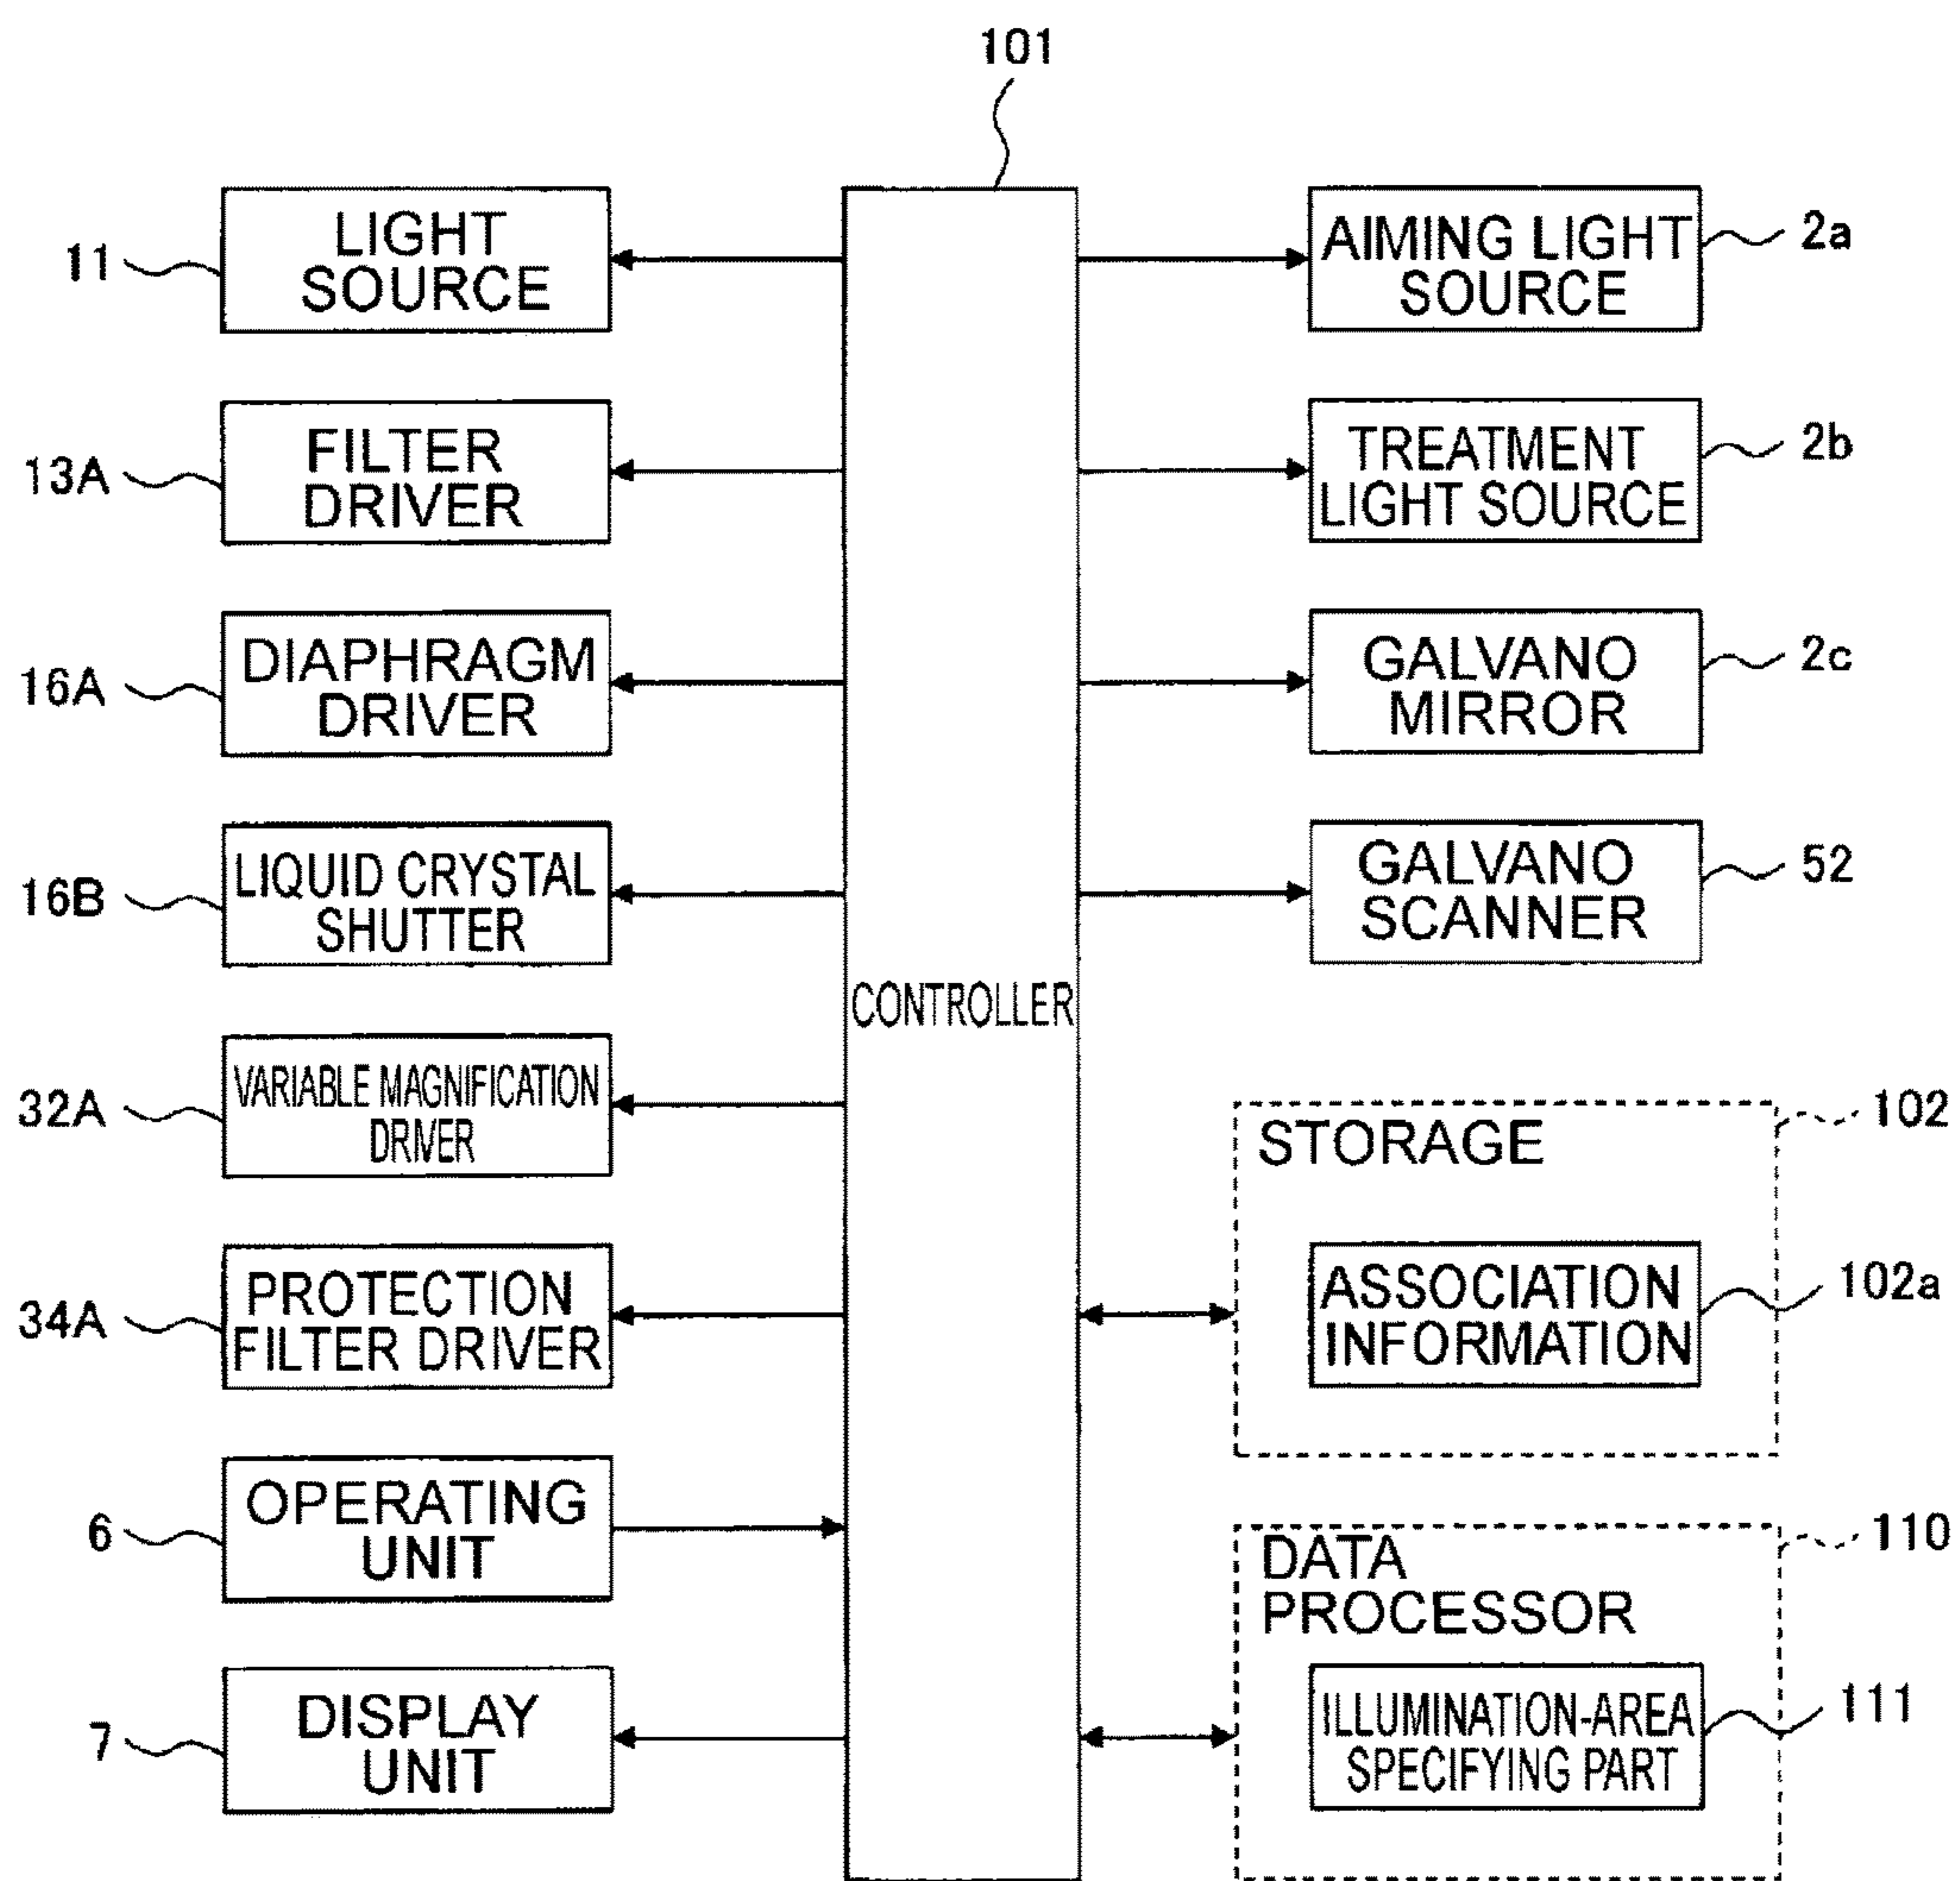 101
11
LIGHT
SOURCE
13A
FILTER
DRIVER
16A
DIAPHRAGM
DRIVER
16B
LIQUID CRYSTAL
SHUTTER
32A
VARIABLE MAGNIFICATION
DRIVER
34A
PROTECTION
FILTER DRIVER
6
OPERATING
UNIT
7
DISPLAY
UNIT
CONTROLLER
AIMING LIGHT
SOURCE
2a
TREATMENT
LIGHT SOURCE
2b
GALVANO
MIRROR
2c
GALVANO
SCANNER
52
STORAGE
102
ASSOCIATION
INFORMATION
102a
DATA
PROCESSOR
110
ILLUMINATION-AREA
SPECIFYING PART
111